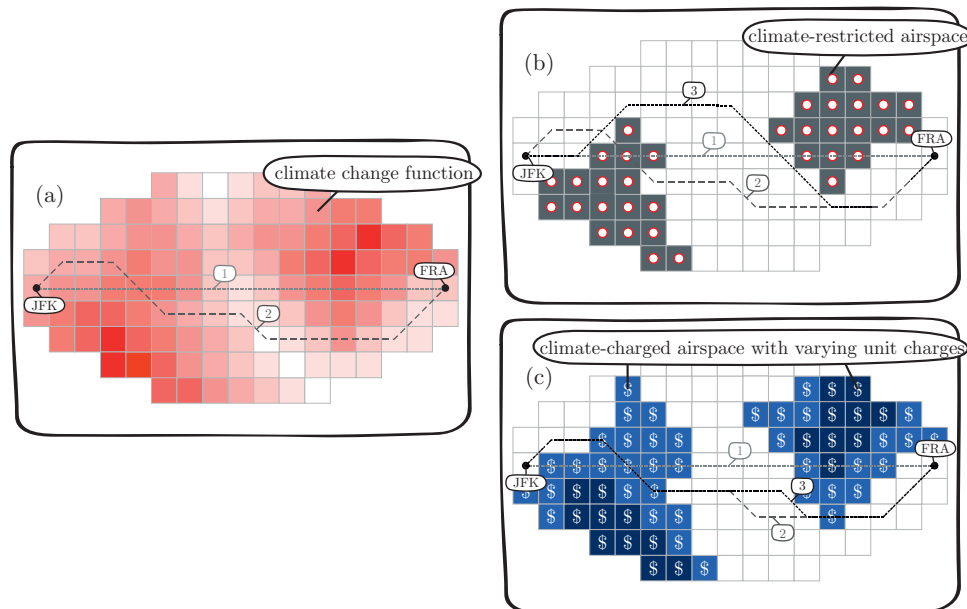 (a)
climate change function
1
2
JFK
FRA
(b)
climate-restricted airspace
3
1
2
JFK
FRA
climate-charged airspace with varying unit charges
(c)
$ $ $ $
$ $ $ $ $ $ $ $ $
$ $ $ $ $ $ $ $ $ $ $
1
FRA
$ $ $ $ $ $ $ $ $ $
JFK
3
$ $ $ $ $ $ $ $ $
$ $ $ $ $ $ $
2
$ $ $ $
$ $ $